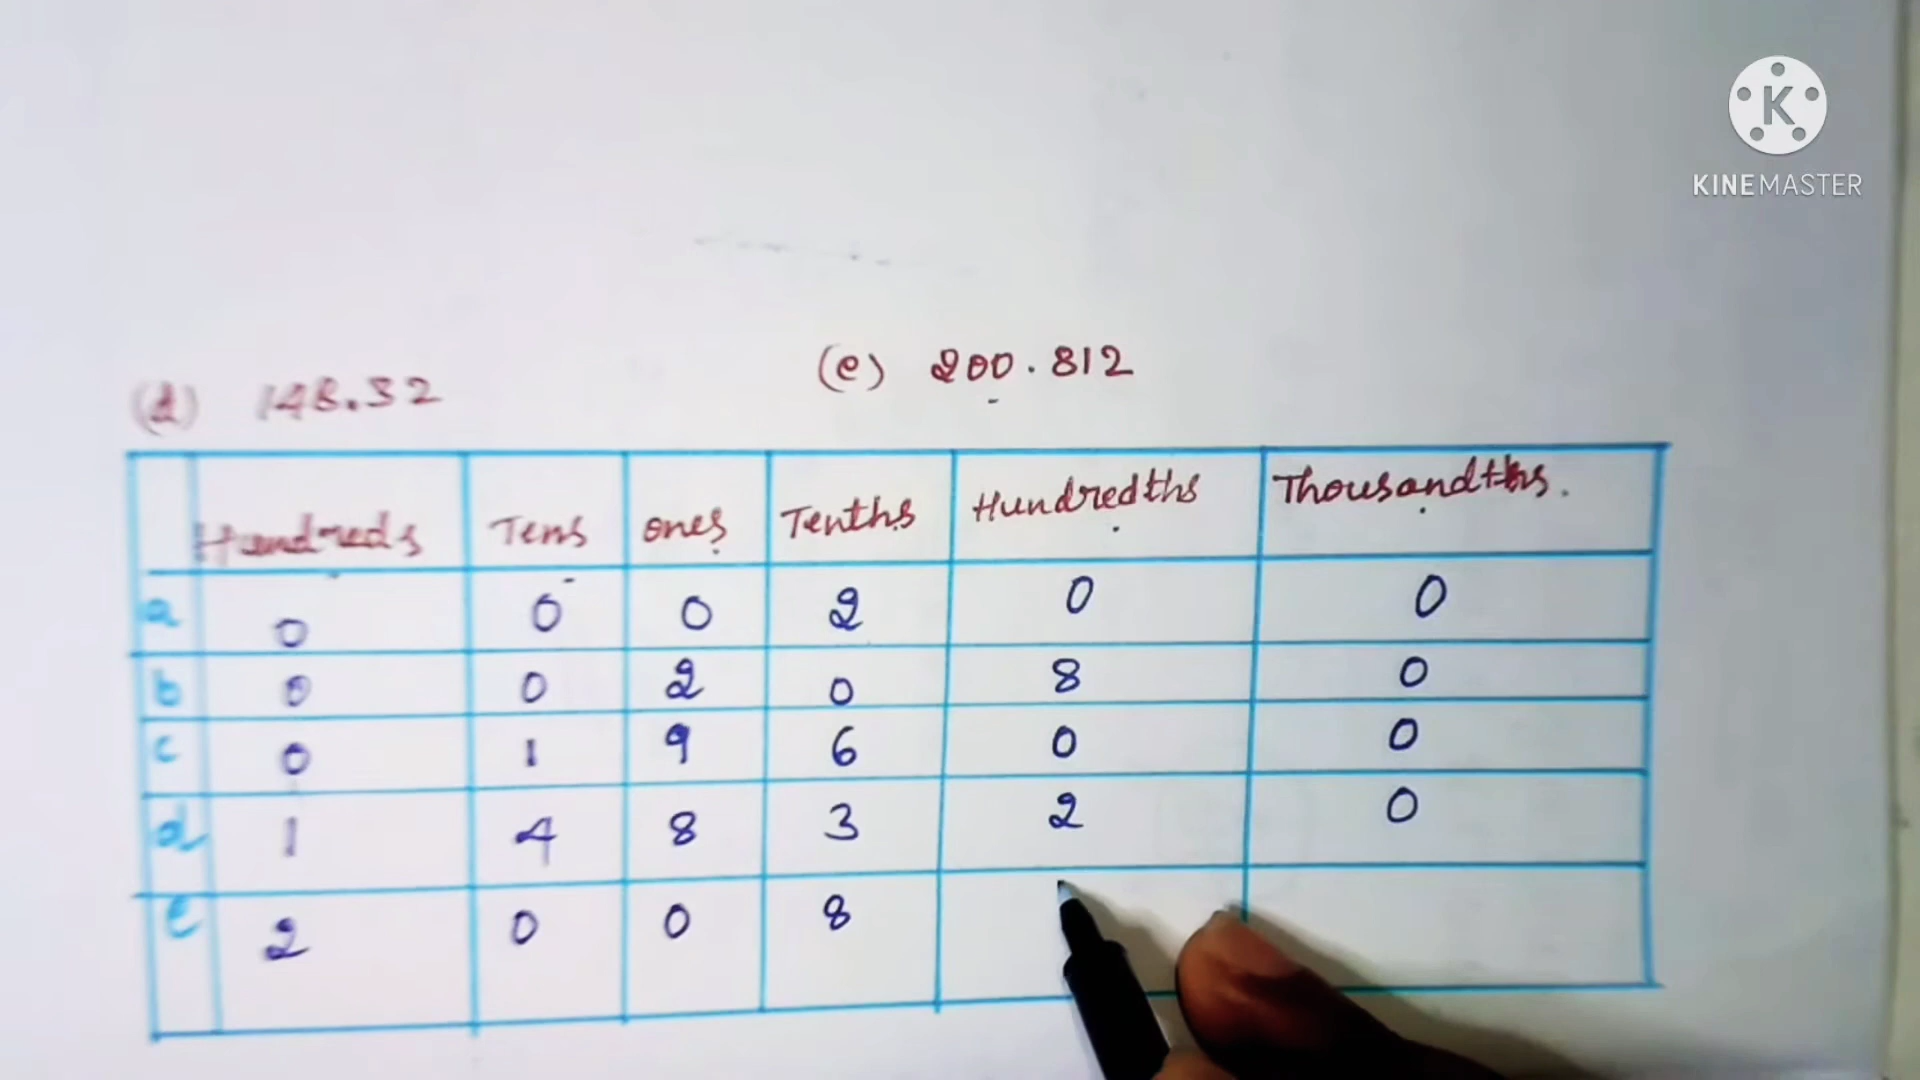 K
KINEMASTER
(d) 148.32 (e) 200.812
Hundreds Tens ones Tenths Hundredths Thousandths.
a 0 0 0 2 0 0
b 0 0 2 0 8 0
c 0 1 9 6 0 0
d 1 4 8 3 2 0
e 2 0 0 8